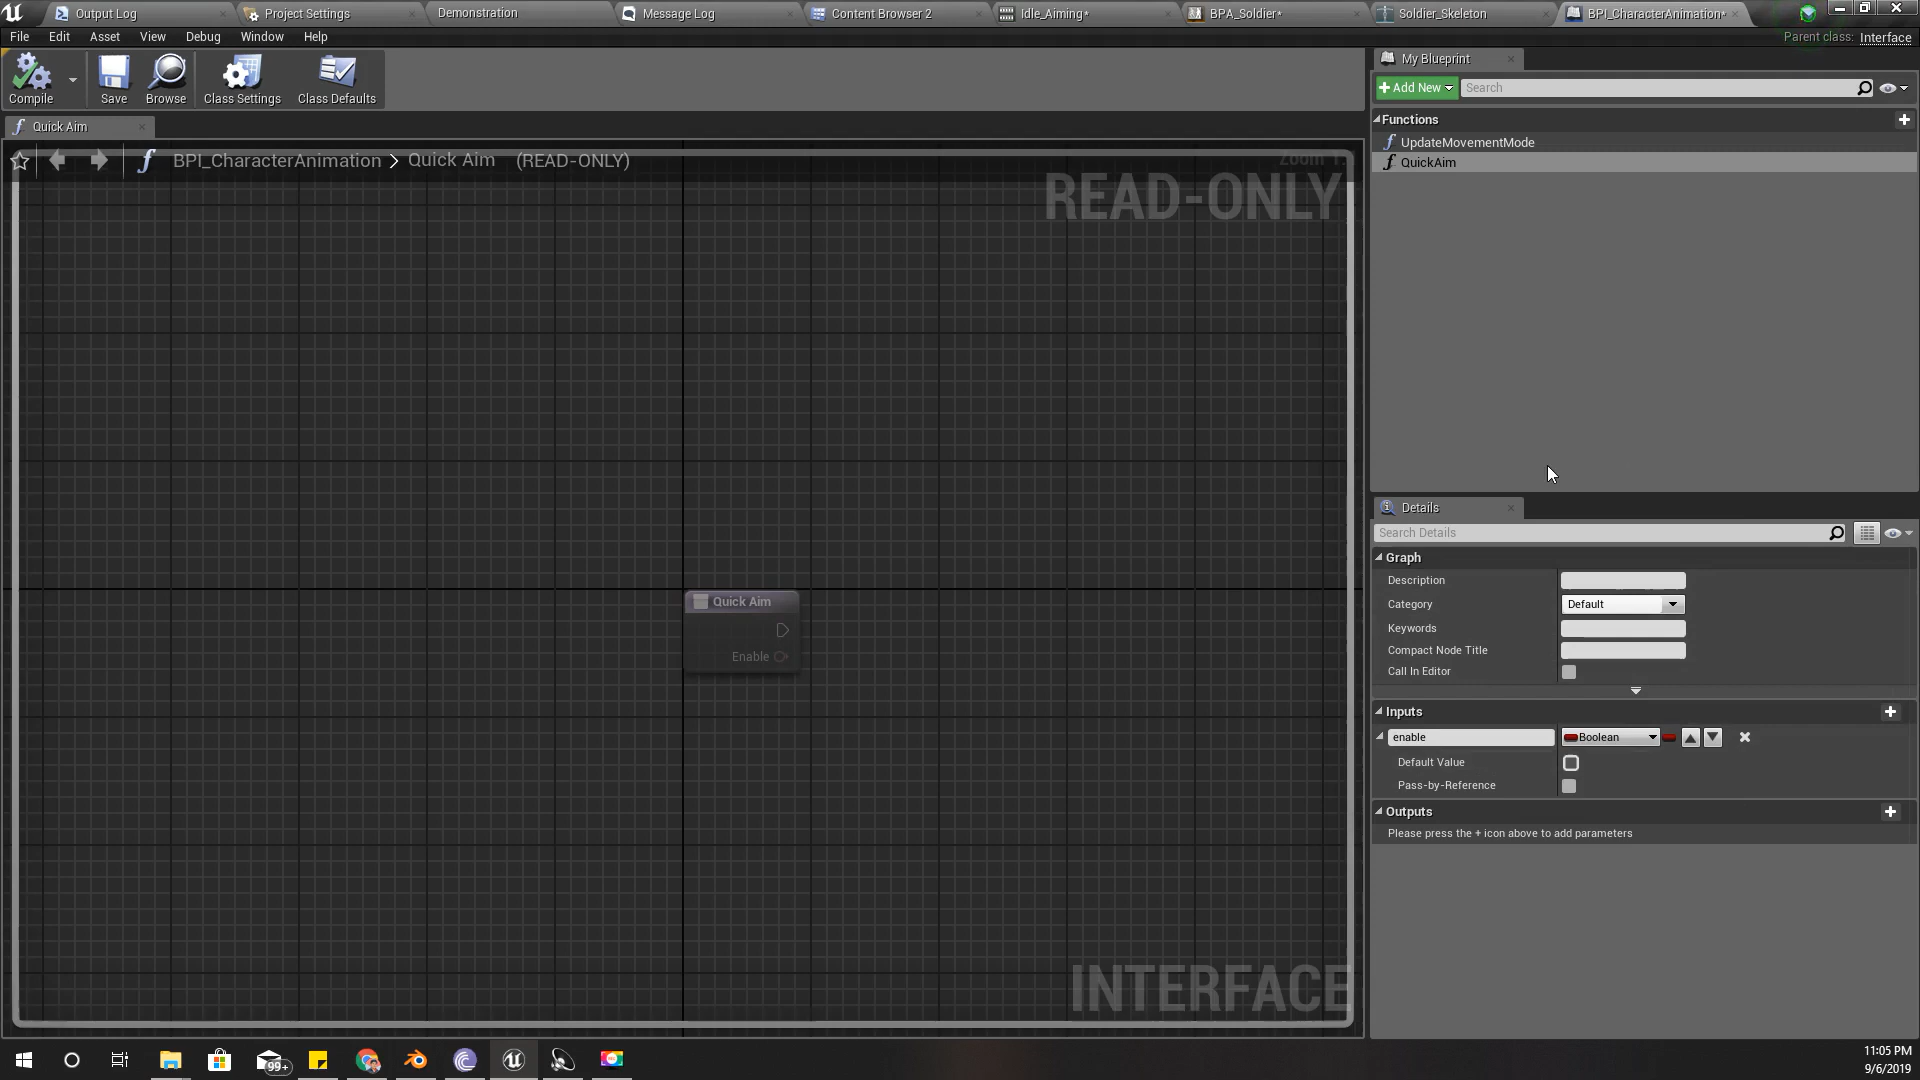 Output Log
Project Settings
Demonstration
Message Log
Content Browser 2
Idle_Aiming*
BPA_Soldier*
Soldier_Skeleton
BPI_CharacterAnimation*
File Edit Asset View Debug Window Help
Parent class: Interface
Compile
Save
Browse
Class Settings
Class Defaults
My Blueprint
Add New
Search
Functions
UpdateMovementMode
QuickAim
Quick Aim
BPI_CharacterAnimation > Quick Aim (READ-ONLY)
READ-ONLY
Quick Aim
Enable
INTERFACE
Details
Search Details
Graph
Description
Category Default
Keywords
Compact Node Title
Call In Editor
Inputs
enable Boolean
Default Value
Pass-by-Reference
Outputs
Please press the + icon above to add parameters
99+
11:05 PM
9/6/2019